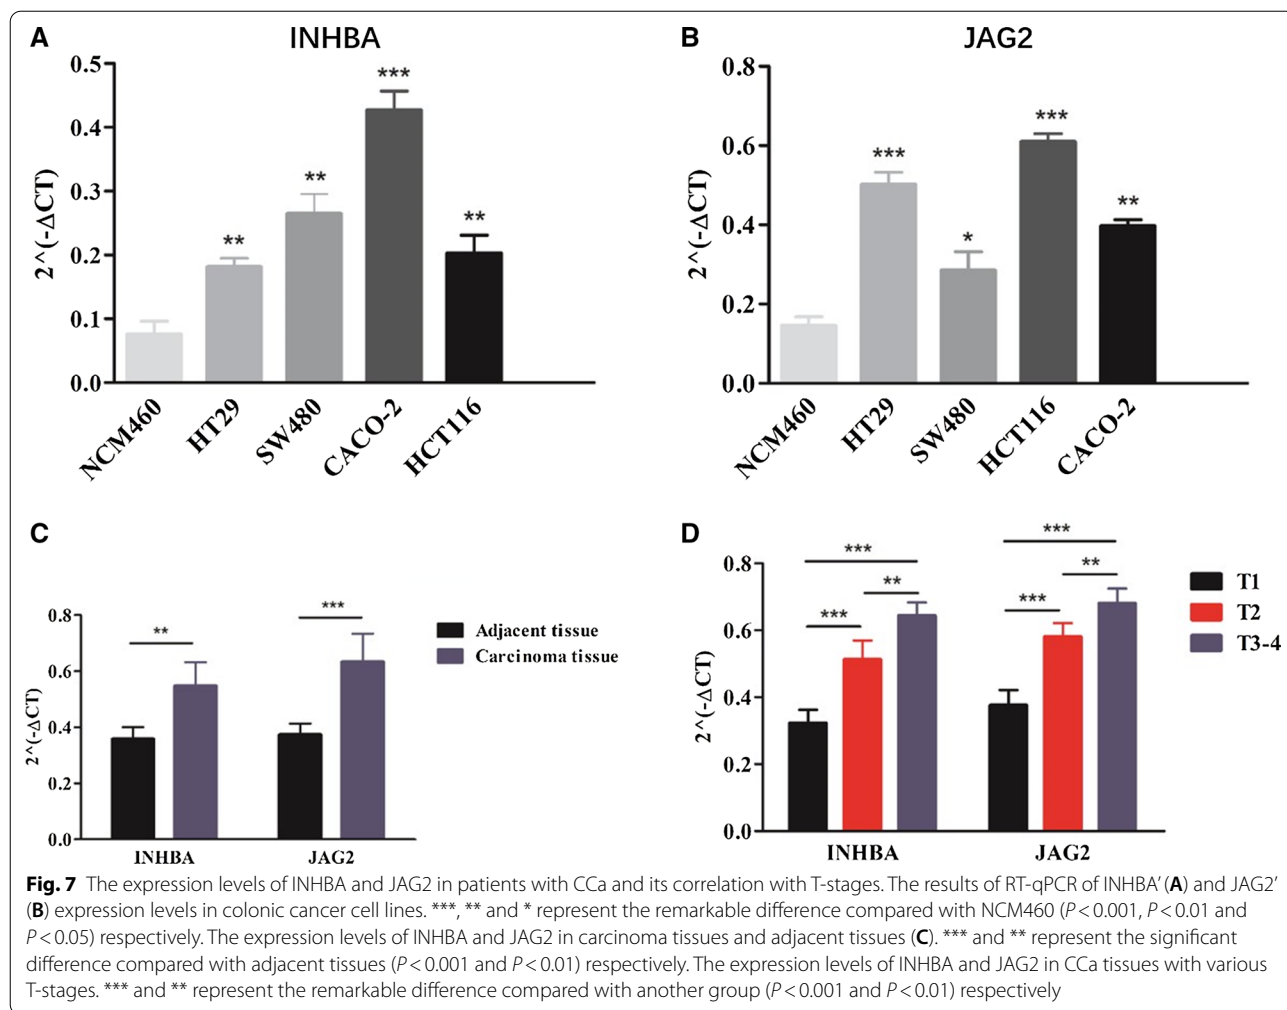 A
INHBA
***
**
**
**
2^(-ΔCT)
0.5
0.4
0.3
0.2
0.1
0.0
NCM460
HT29
SW480
CACO-2
HCT116
B
JAG2
***
***
*
**
2^(-ΔCT)
0.8
0.6
0.4
0.2
0.0
NCM460
HT29
SW480
HCT116
CACO-2
C
**
***
2^(-ΔCT)
0.8
0.6
0.4
0.2
0.0
INHBA
JAG2
Adjacent tissue
Carcinoma tissue
D
***
***
**
***
***
**
2^(-ΔCT)
0.8
0.6
0.4
0.2
0.0
INHBA
JAG2
T1
T2
T3-4
Fig. 7 The expression levels of INHBA and JAG2 in patients with CCa and its correlation with T-stages. The results of RT-qPCR of INHBA’ (A) and JAG2’
(B) expression levels in colonic cancer cell lines. ***, ** and * represent the remarkable difference compared with NCM460 (P < 0.001, P < 0.01 and
P < 0.05) respectively. The expression levels of INHBA and JAG2 in carcinoma tissues and adjacent tissues (C). *** and ** represent the significant
difference compared with adjacent tissues (P < 0.001 and P < 0.01) respectively. The expression levels of INHBA and JAG2 in CCa tissues with various
T-stages. *** and ** represent the remarkable difference compared with another group (P < 0.001 and P < 0.01) respectively